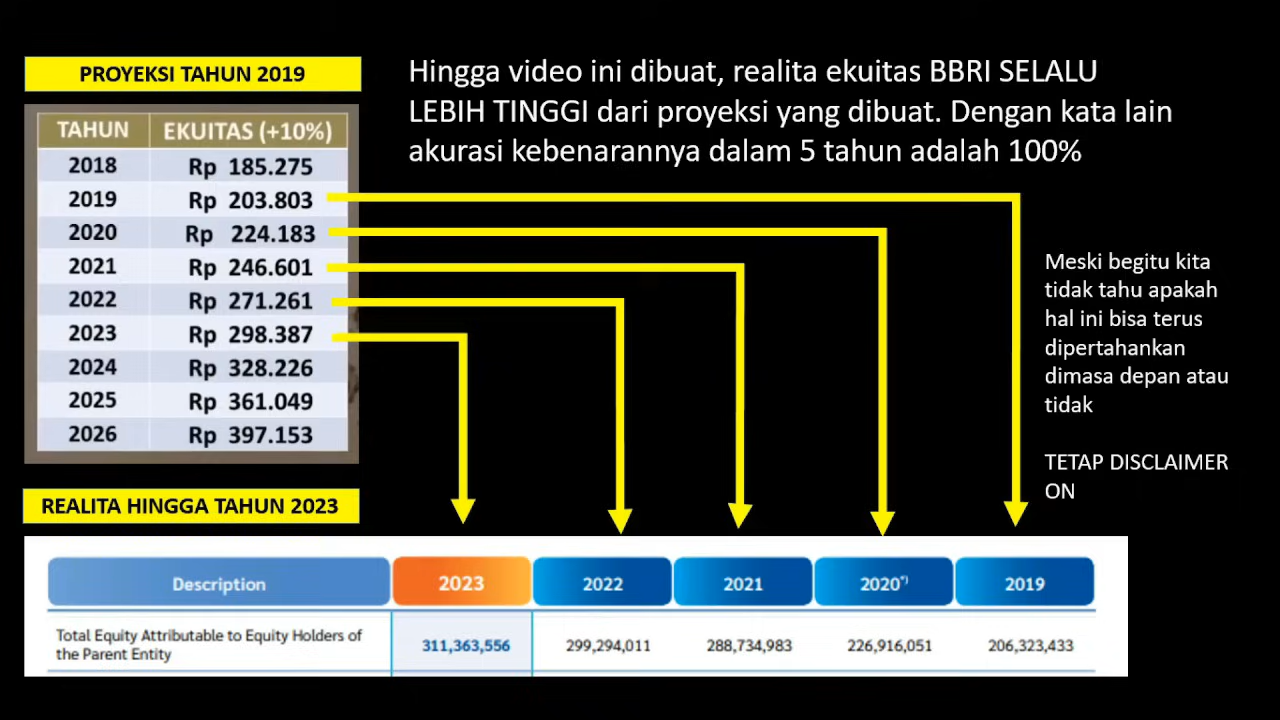 PROYEKSI TAHUN 2019
TAHUN EKUITAS (+10%)
2018 Rp 185.275
2019 Rp 203.803
2020 Rp 224.183
2021 Rp 246.601
2022 Rp 271.261
2023 Rp 298.387
2024 Rp 328.226
2025 Rp 361.049
2026 Rp 397.153
Hingga video ini dibuat, realita ekuitas BBRI SELALU
LEBIH TINGGI dari proyeksi yang dibuat. Dengan kata lain
akurasi kebenarannya dalam 5 tahun adalah 100%
Meski begitu kita
tidak tahu apakah
hal ini bisa terus
dipertahankan
dimasa depan atau
tidak
TETAP DISCLAIMER
ON
REALITA HINGGA TAHUN 2023
Description 2023 2022 2021 2020*) 2019
Total Equity Attributable to Equity Holders of
the Parent Entity
311,363,556 299,294,011 288,734,983 226,916,051 206,323,433